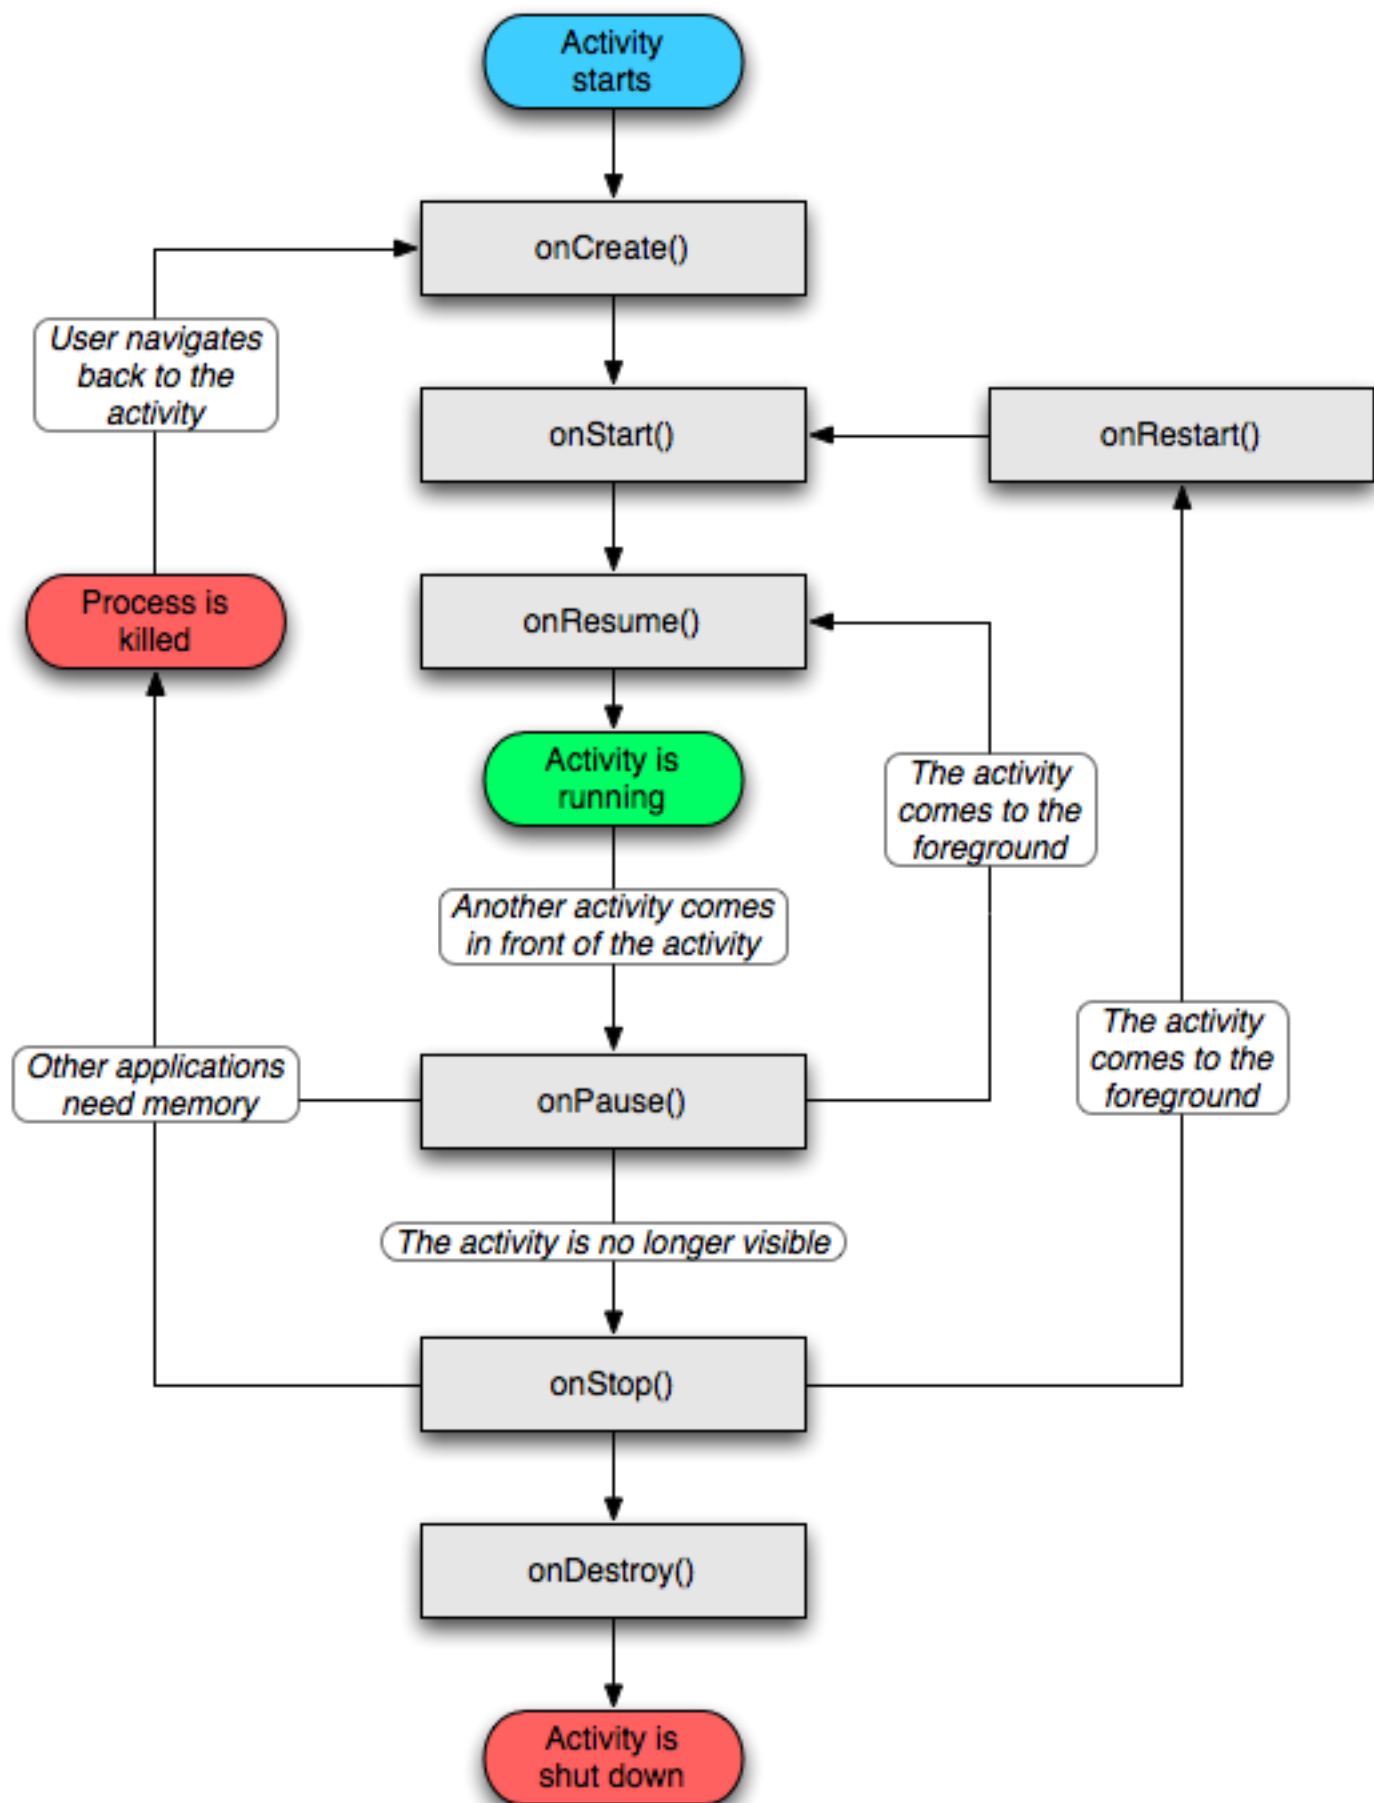 Activity
starts
onCreate()
User navigates
back to the
activity
onStart()
onRestart()
Process is
killed
onResume()
Activity is
running
The activity
comes to the
foreground
Another activity comes
in front of the activity
The activity
comes to the
foreground
Other applications
need memory
onPause()
The activity is no longer visible
onStop()
onDestroy()
Activity is
shut down